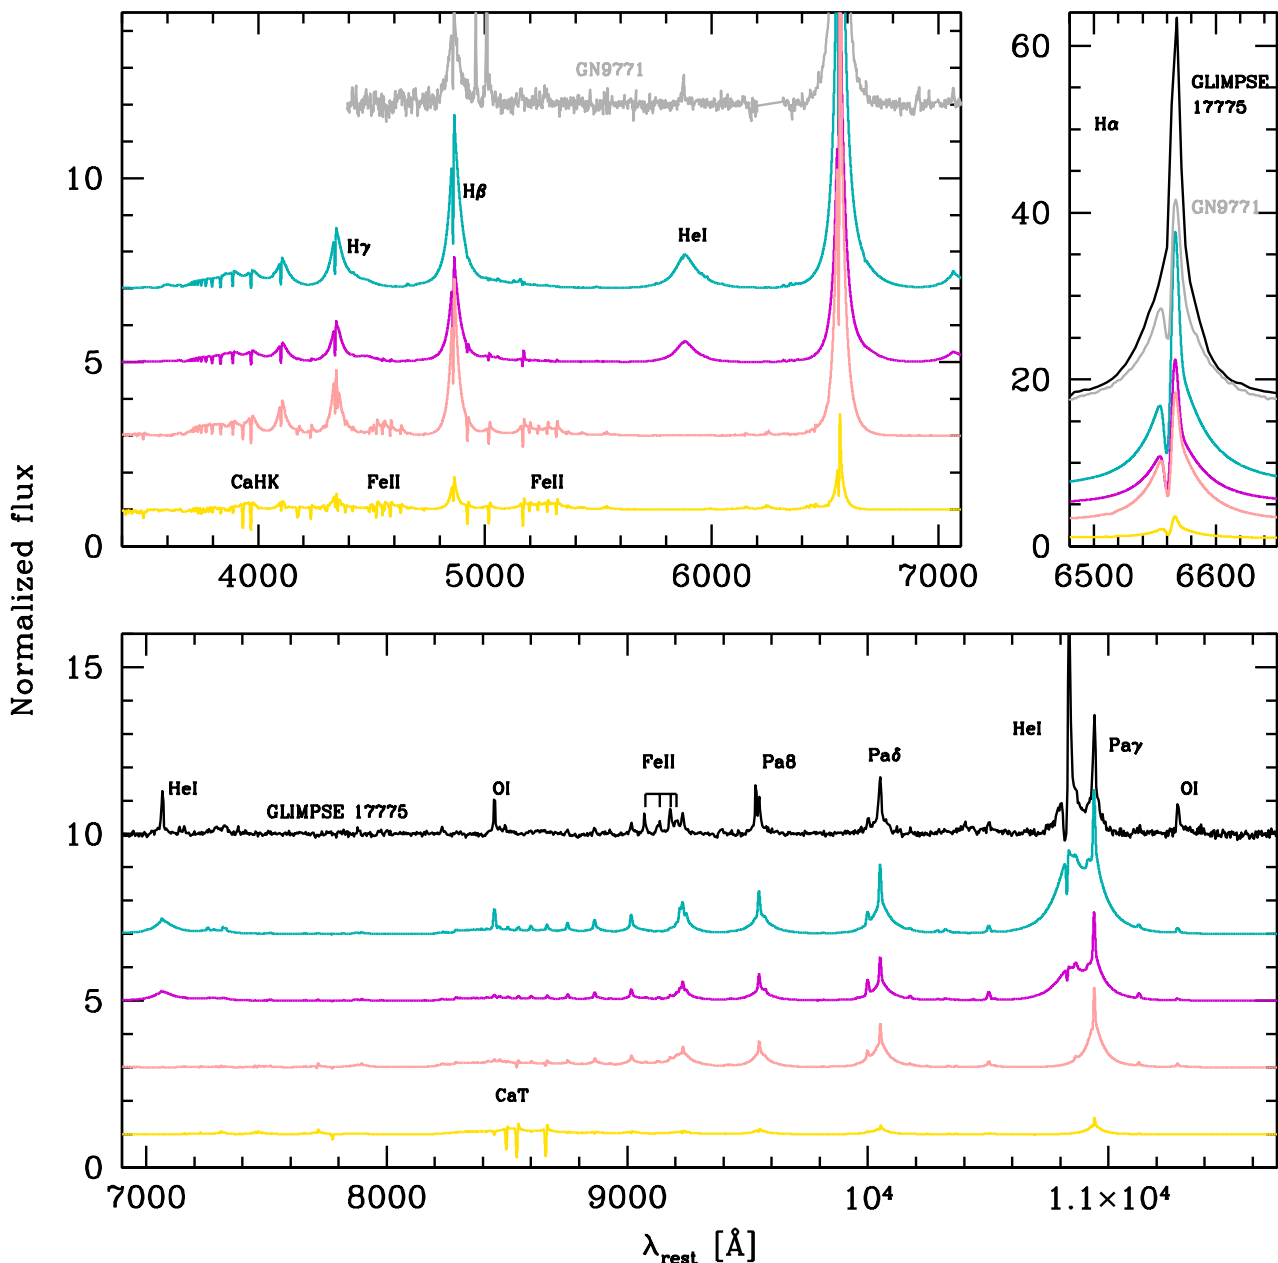 Normalized flux
GN9771
10
5
0
Hγ
Hβ
HeI
CaHK
FeII
FeII
4000
5000
6000
7000
60
40
20
0
Hα
GLIMPSE
17775
GN9771
6500
6600
15
10
5
0
HeI
GLIMPSE 17775
OI
FeII
Pa8
Paδ
HeI
Paγ
OI
CaT
7000
8000
9000
10⁴
1.1×10⁴
λrest [Å]